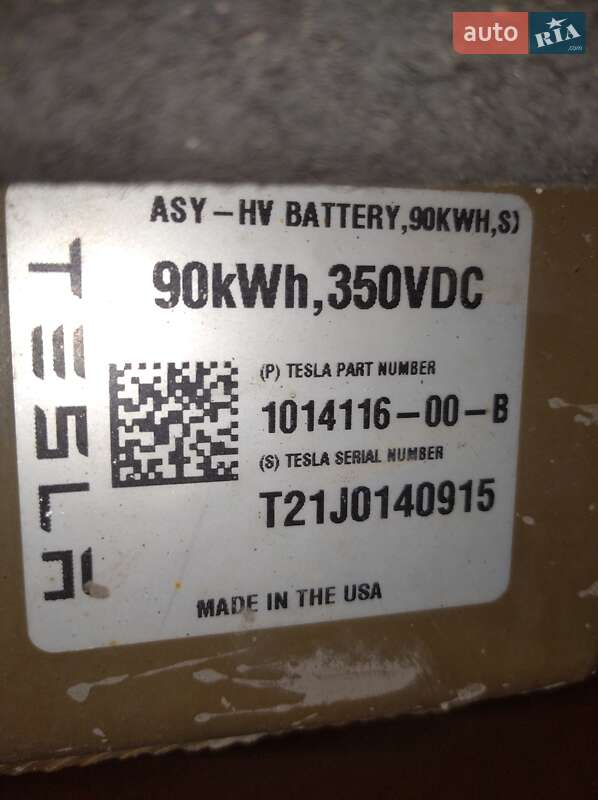 auto RIA .com
ASY-HV BATTERY,90KWH,S)
90kWh,350VDC
(P) TESLA PART NUMBER
1014116-00-B
(S) TESLA SERIAL NUMBER
T21J0140915
MADE IN THE USA
TESLA